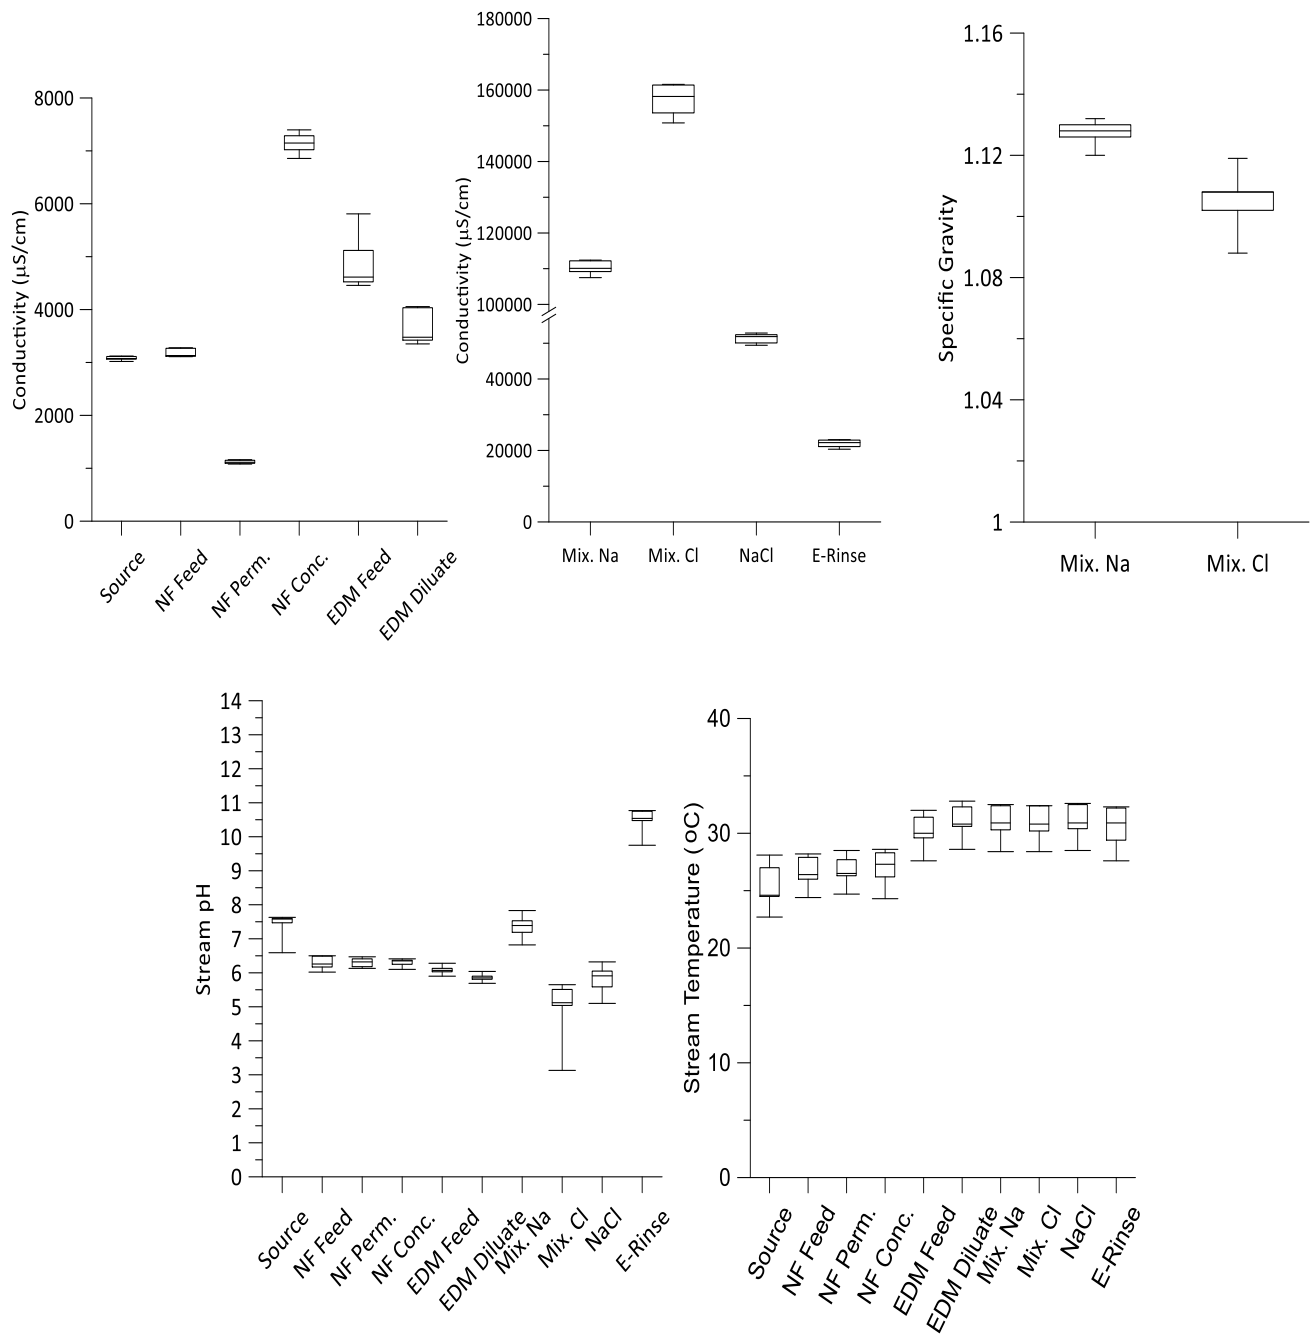 Conductivity (µS/cm)
8000
6000
4000
2000
0
Source
NF Feed
NF Perm.
NF Conc.
EDM Feed
EDM Diluate
Conductivity (µS/cm)
180000
160000
140000
120000
100000
40000
20000
0
Mix. Na
Mix. Cl
NaCl
E-Rinse
Specific Gravity
1.16
1.12
1.08
1.04
1
Mix. Na
Mix. Cl
Stream pH
14
13
12
11
10
9
8
7
6
5
4
3
2
1
0
Source
NF Feed
NF Perm.
NF Conc.
EDM Feed
EDM Diluate
Mix. Na
Mix. Cl
NaCl
E-Rinse
Stream Temperature (oC)
40
30
20
10
0
Source
NF Feed
NF Perm.
NF Conc.
EDM Feed
EDM Diluate
Mix. Na
Mix. Cl
NaCl
E-Rinse